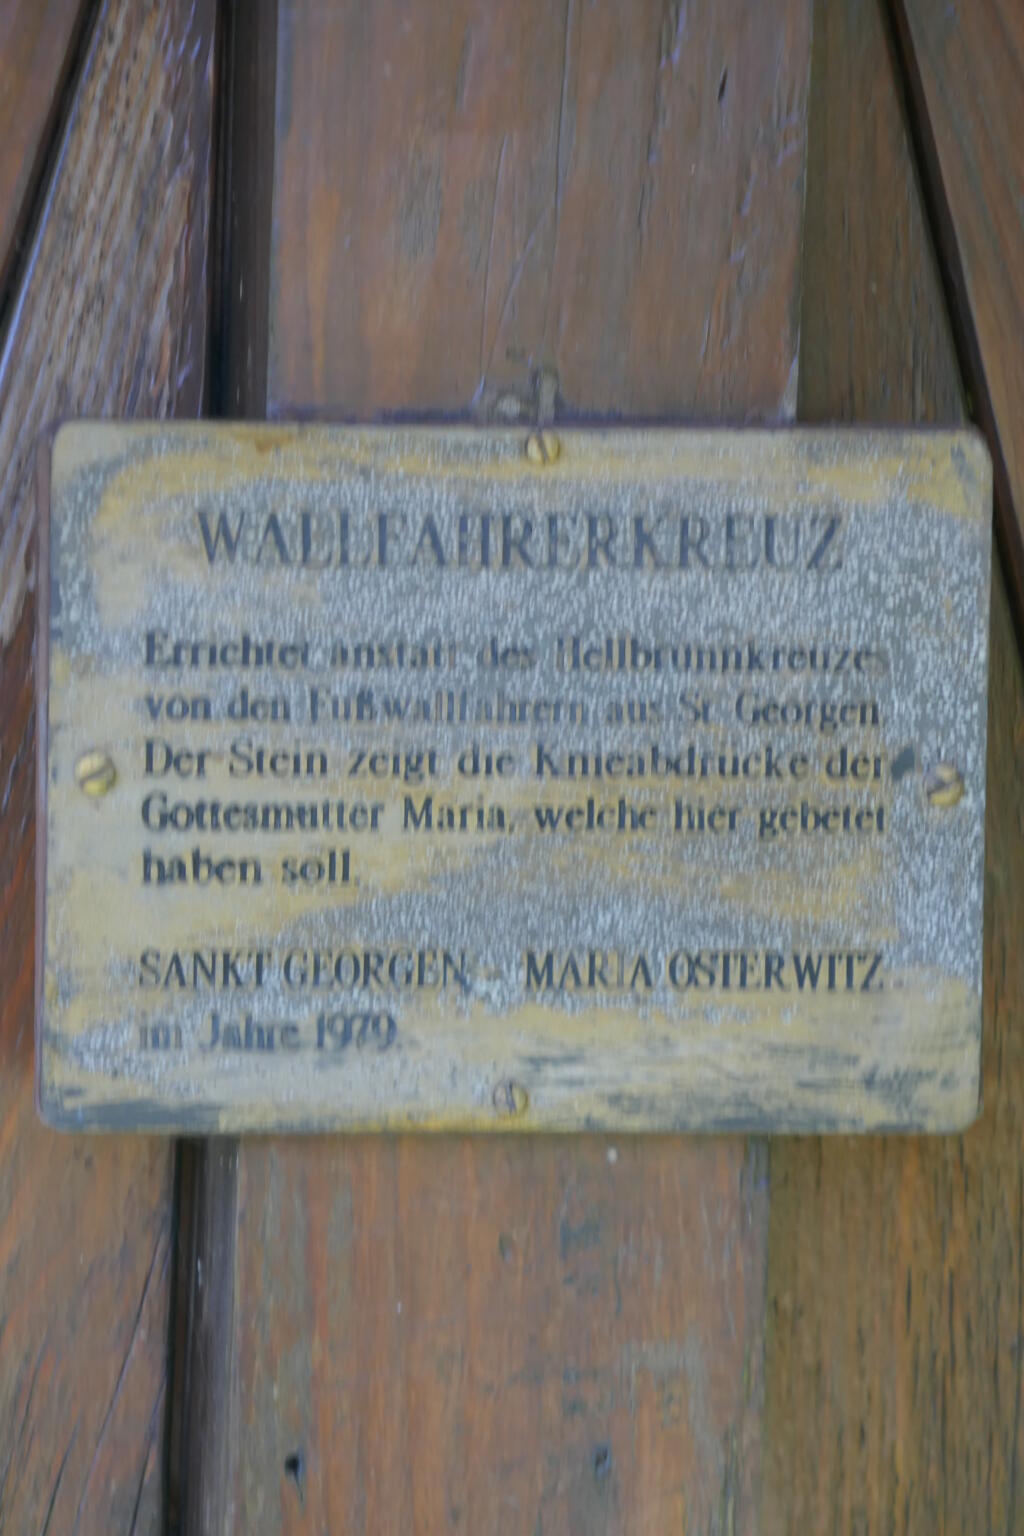 WALLFAHRERKREUZ
Errichtet anstatt des Hellbrunnkreuzes
von den Fußwallfahrern aus St. Georgen.
Der Stein zeigt die Knieabdrücke der
Gottesmutter Maria, welche hier gebetet
haben soll.
SANKT GEORGEN - MARIA OSTERWITZ
im Jahre 1979.